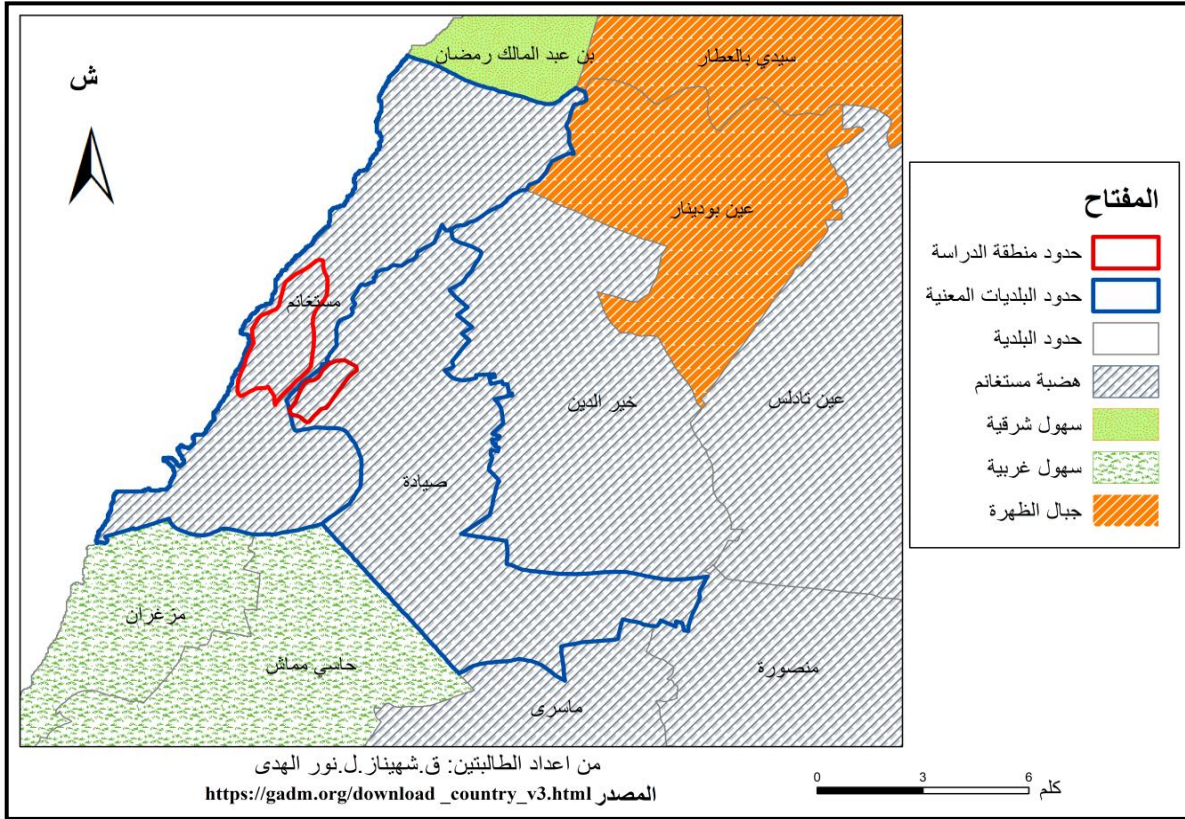 بن عبد المالك رمضان
سيدي بالعطار
ش
عين بودينار
مستغانم
خير الدين
عين تادلس
صيادة
مزغران
حاسي مماش
منصورة
ماسرى
المفتاح
حدود منطقة الدراسة
حدود البلديات المعنية
حدود البلدية
هضبة مستغانم
سهول شرقية
سهول غربية
جبال الظهرة
من اعداد الطالبتين: ق.شهيناز.ل.نور الهدى
المصدر https://gadm.org/download _country_v3.html
0 3 6 كلم